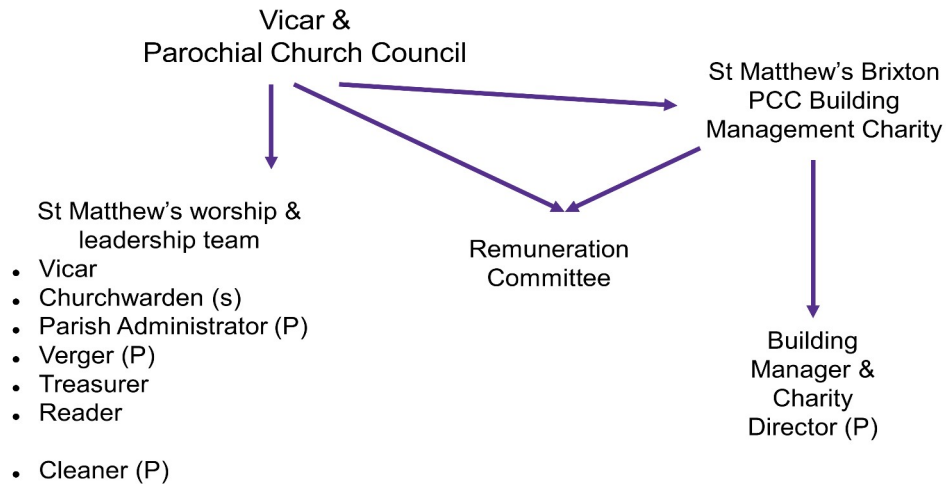 Vicar &
Parochial Church Council
St Matthew's Brixton
PCC Building
Management Charity
St Matthew's worship &
leadership team
• Vicar
• Churchwarden (s)
• Parish Administrator (P)
• Verger (P)
• Treasurer
• Reader
• Cleaner (P)
Remuneration
Committee
Building
Manager &
Charity
Director (P)